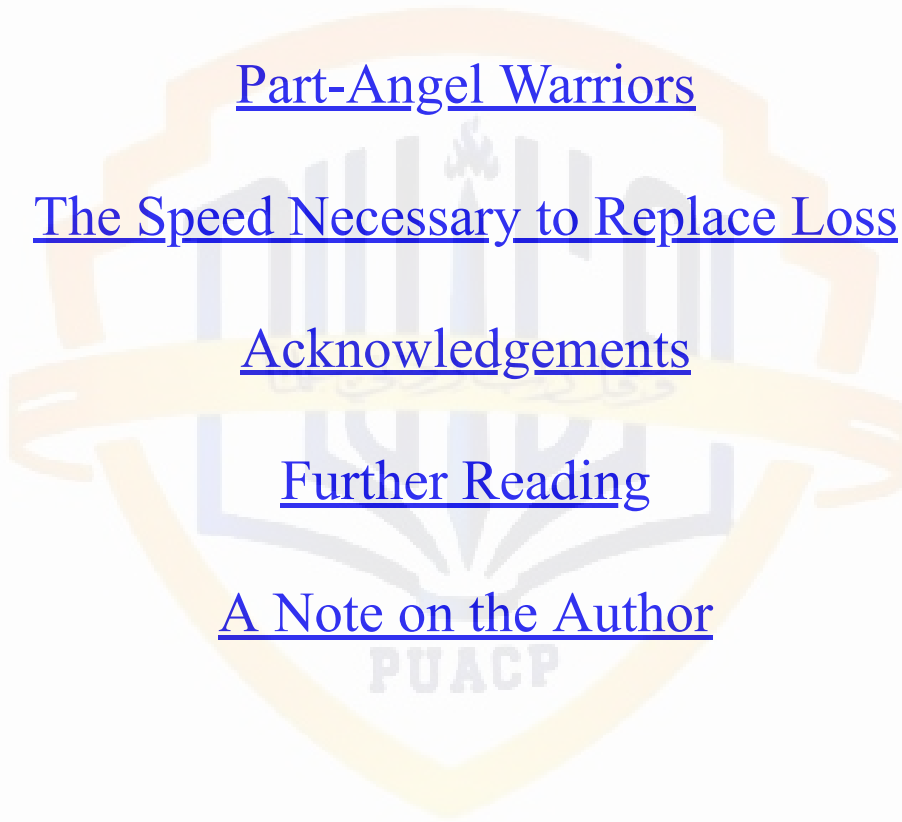 Part-Angel Warriors
The Speed Necessary to Replace Loss
Acknowledgements
Further Reading
A Note on the Author
PUACP